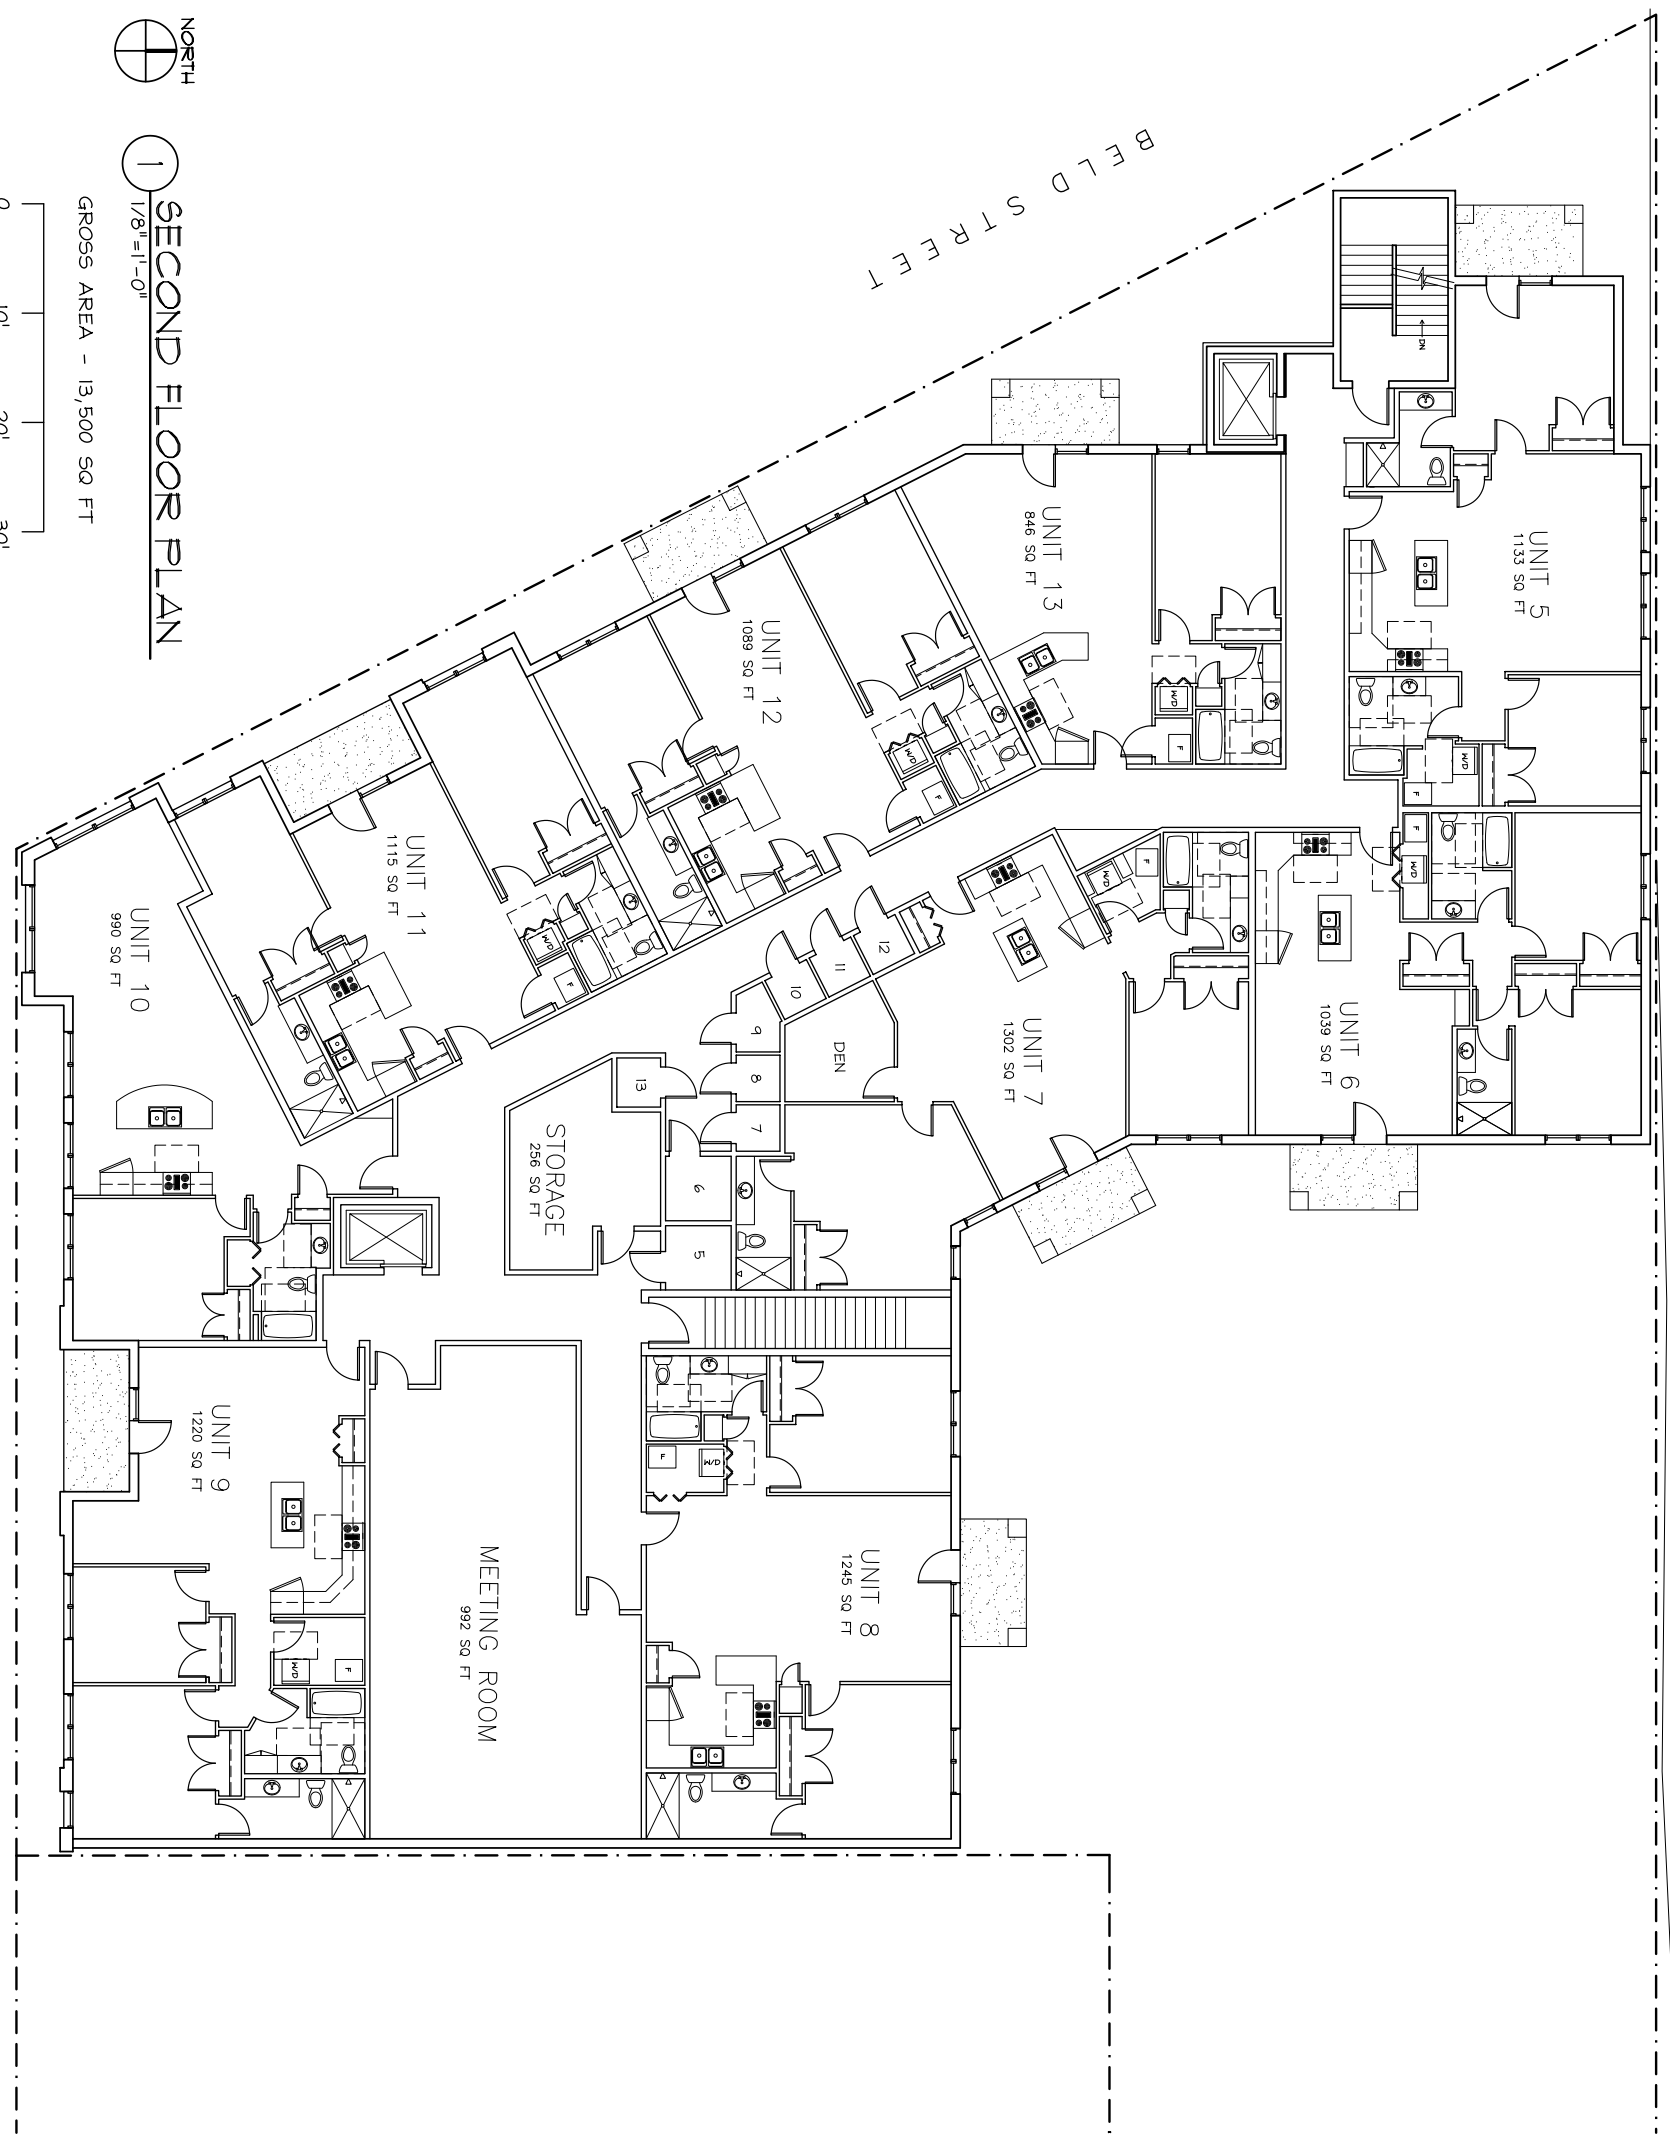 BELD STREET
DN
UNIT 5
1133 SQ FT
W/D
F
UNIT 13
846 SQ FT
W/D
F
UNIT 12
1089 SQ FT
W/D
F
UNIT 11
1115 SQ FT
W/D
F
UNIT 10
990 SQ FT
UNIT 6
1039 SQ FT
F
W/D
UNIT 7
1302 SQ FT
F
W/D
DEN
12
11
10
9
8
7
13
6
5
STORAGE
256 SQ FT
UNIT 8
1245 SQ FT
F
W/D
MEETING ROOM
992 SQ FT
UNIT 9
1220 SQ FT
W/D
F
NORTH
1
SECOND FLOOR PLAN
1/8"=1'-0"
GROSS AREA - 13,500 SQ FT
0 10' 20' 30'